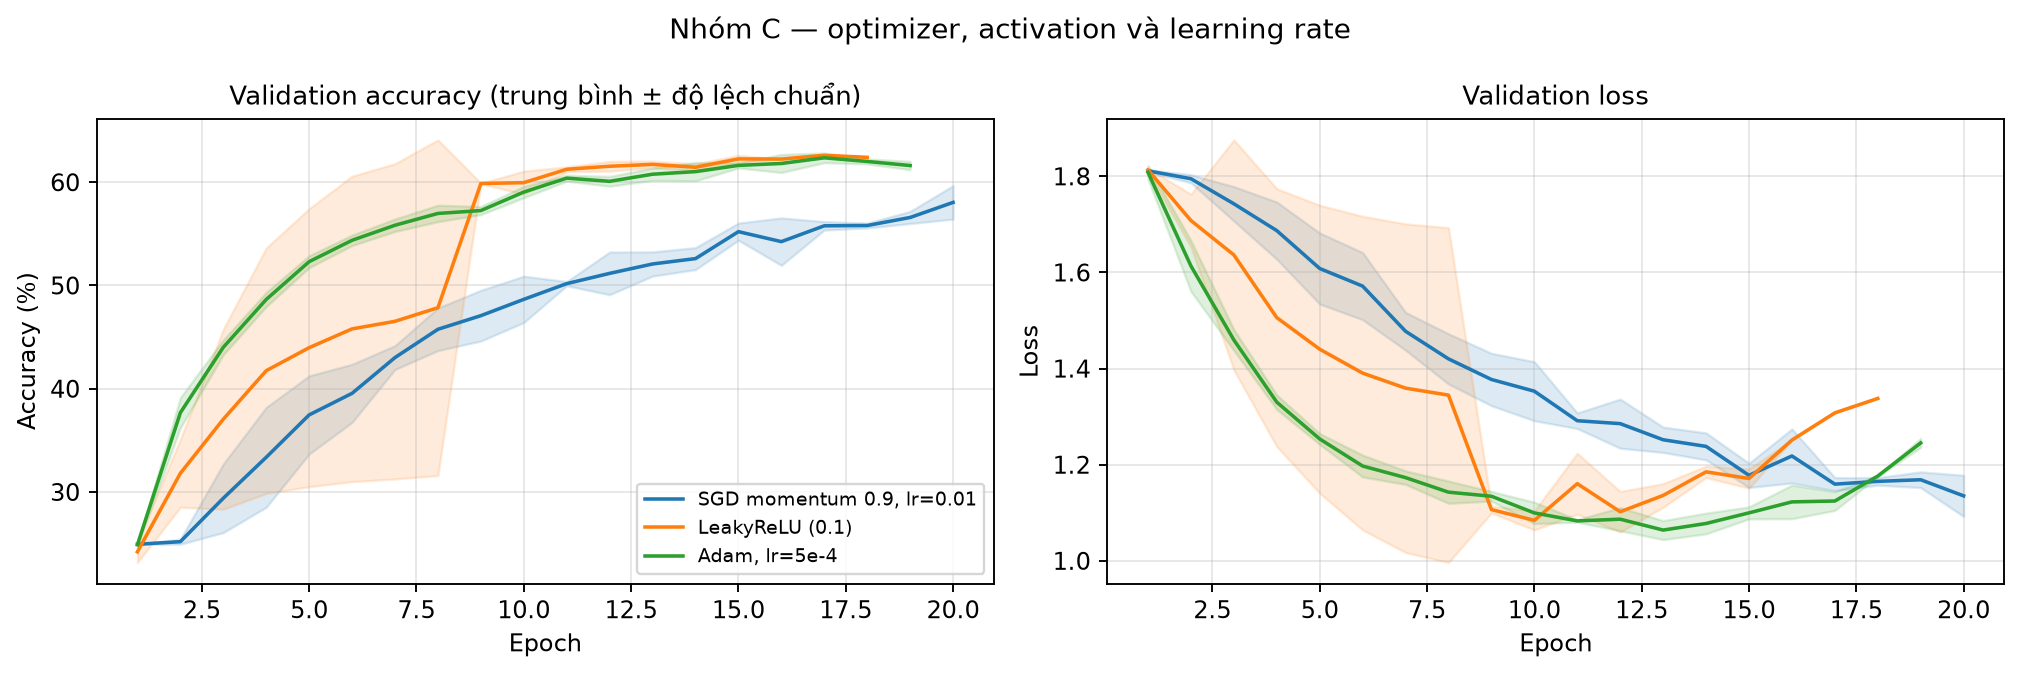 Nhóm C — optimizer, activation và learning rate
Validation accuracy (trung bình ± độ lệch chuẩn)
Accuracy (%)
60
50
40
30
SGD momentum 0.9, lr=0.01
LeakyReLU (0.1)
Adam, lr=5e-4
2.5 5.0 7.5 10.0 12.5 15.0 17.5 20.0
Epoch
Validation loss
Loss
1.8
1.6
1.4
1.2
1.0
2.5 5.0 7.5 10.0 12.5 15.0 17.5 20.0
Epoch